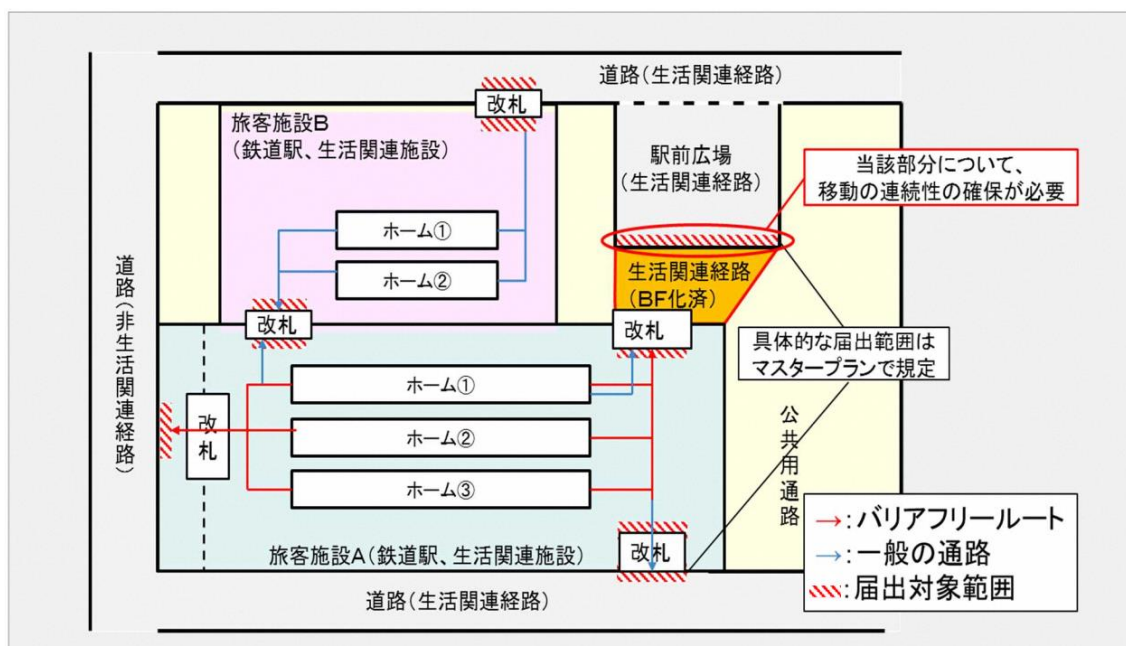 道路(生活関連経路)
改札
旅客施設B
(鉄道駅、生活関連施設)
駅前広場
(生活関連経路)
当該部分について、
移動の連続性の確保が必要
ホーム①
ホーム②
生活関連経路
(BF化済)
道路(非生活関連経路)
改札
改札
具体的な届出範囲は
マスタープランで規定
ホーム①
改札
ホーム②
ホーム③
公共用通路
改札
旅客施設A(鉄道駅、生活関連施設)
道路(生活関連経路)
→:バリアフリールート
→:一般の通路
:届出対象範囲